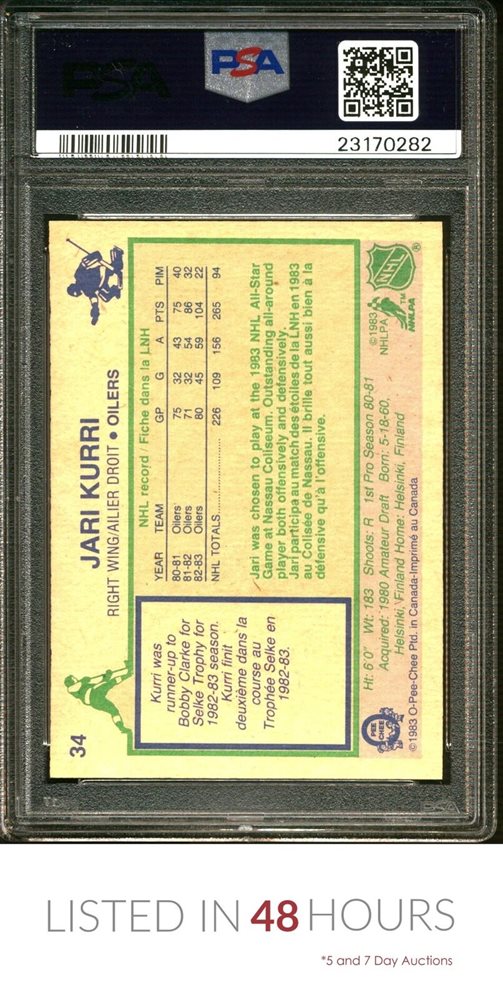 PSA
PSA
23170282
34
JARI KURRI
RIGHT WING/AILIER DROIT • OILERS
Kurri was
runner-up to
Bobby Clarke for
Selke Trophy for
1982-83 season.
Kurri finit
deuxième dans la
course au
Trophée Selke en
1982-83.
NHL record / Fiche dans la LNH
YEAR TEAM GP G A PTS PIM
80-81 Oilers 75 32 43 75 40
81-82 Oilers 71 32 54 86 32
82-83 Oilers 80 45 59 104 22
NHL TOTALS 226 109 156 265 94
Jari was chosen to play at the 1983 NHL All-Star
Game at Nassau Coliseum. Outstanding all-around
player both offensively and defensively.
Jari participa au match des étoiles de la LNH en 1983
au Colisée de Nassau. Il brille tout aussi bien à la
défensive qu'à l'offensive.
Ht: 6'0" Wt: 183 Shoots: R 1st Pro Season 80-81
Acquired: 1980 Amateur Draft Born: 5-18-60,
Helsinki, Finland Home: Helsinki, Finland
©1983 O-Pee-Chee Ptd. in Canada-Imprimé au Canada
O PEE CHEE
©1983
NHLPA
NHLPA
TM
NHL
®
PSA
LISTED IN 48 HOURS
*5 and 7 Day Auctions